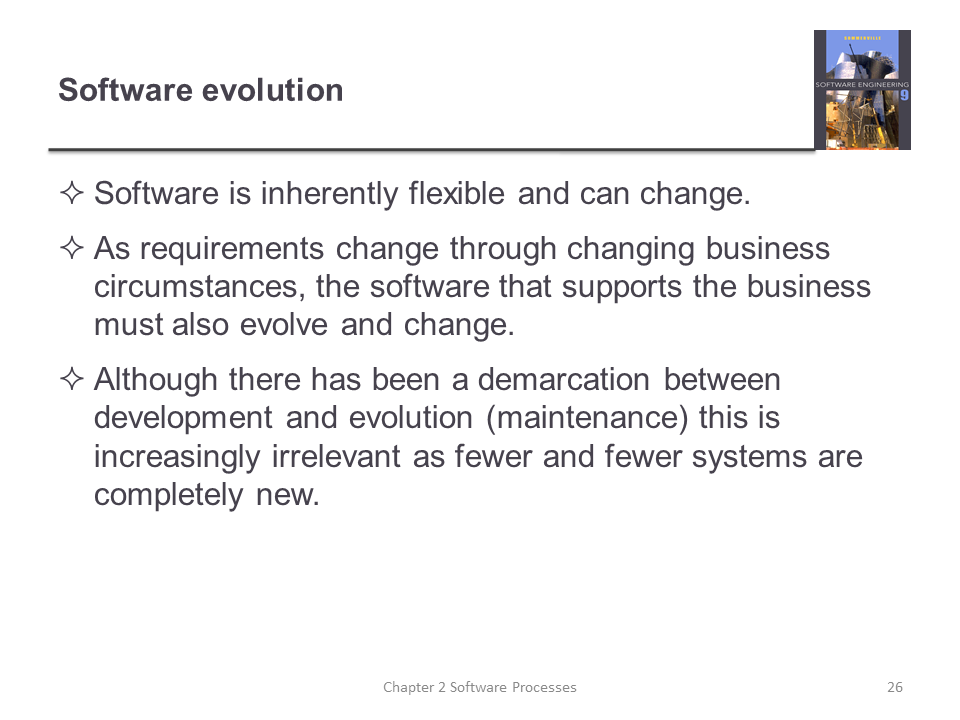 SOMMERVILLE
SOFTWARE ENGINEERING
9
Software evolution
✧ Software is inherently flexible and can change.
✧ As requirements change through changing business
circumstances, the software that supports the business
must also evolve and change.
✧ Although there has been a demarcation between
development and evolution (maintenance) this is
increasingly irrelevant as fewer and fewer systems are
completely new.
Chapter 2 Software Processes
26